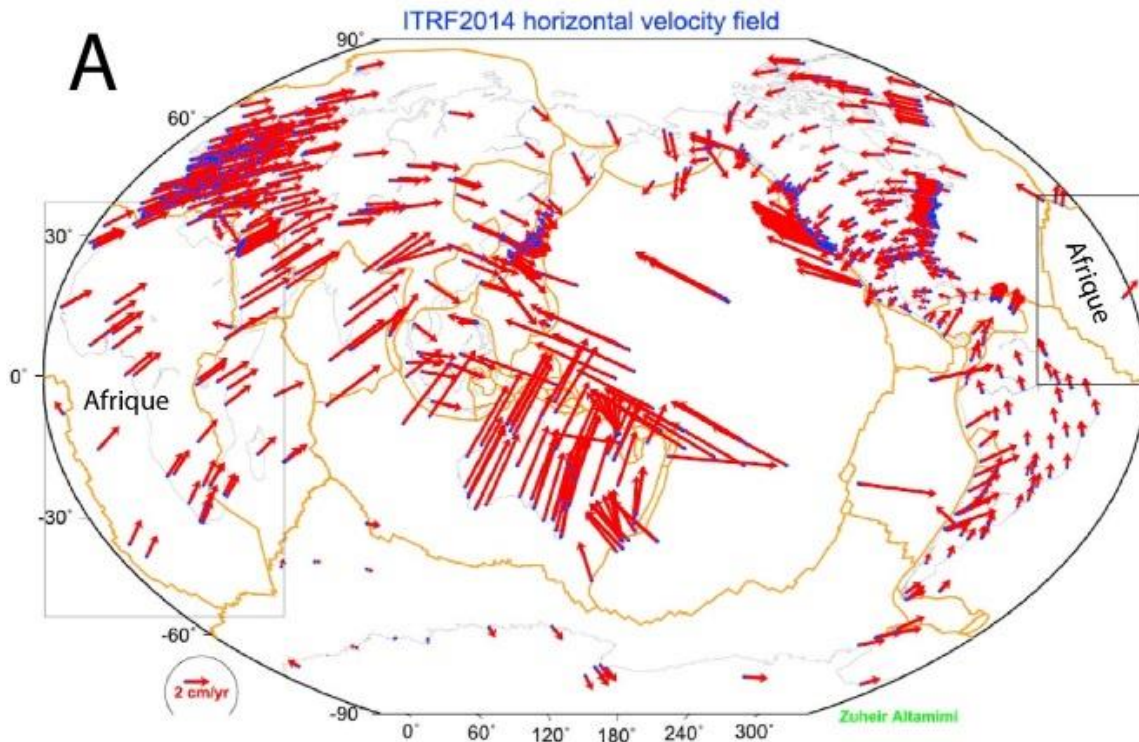 ITRF2014 horizontal velocity field
A
90°
60°
30°
0°
-30°
-60°
-90°
Afrique
Afrique
2 cm/yr
Zuheir Altamimi
0° 60° 120° 180° 240° 300°